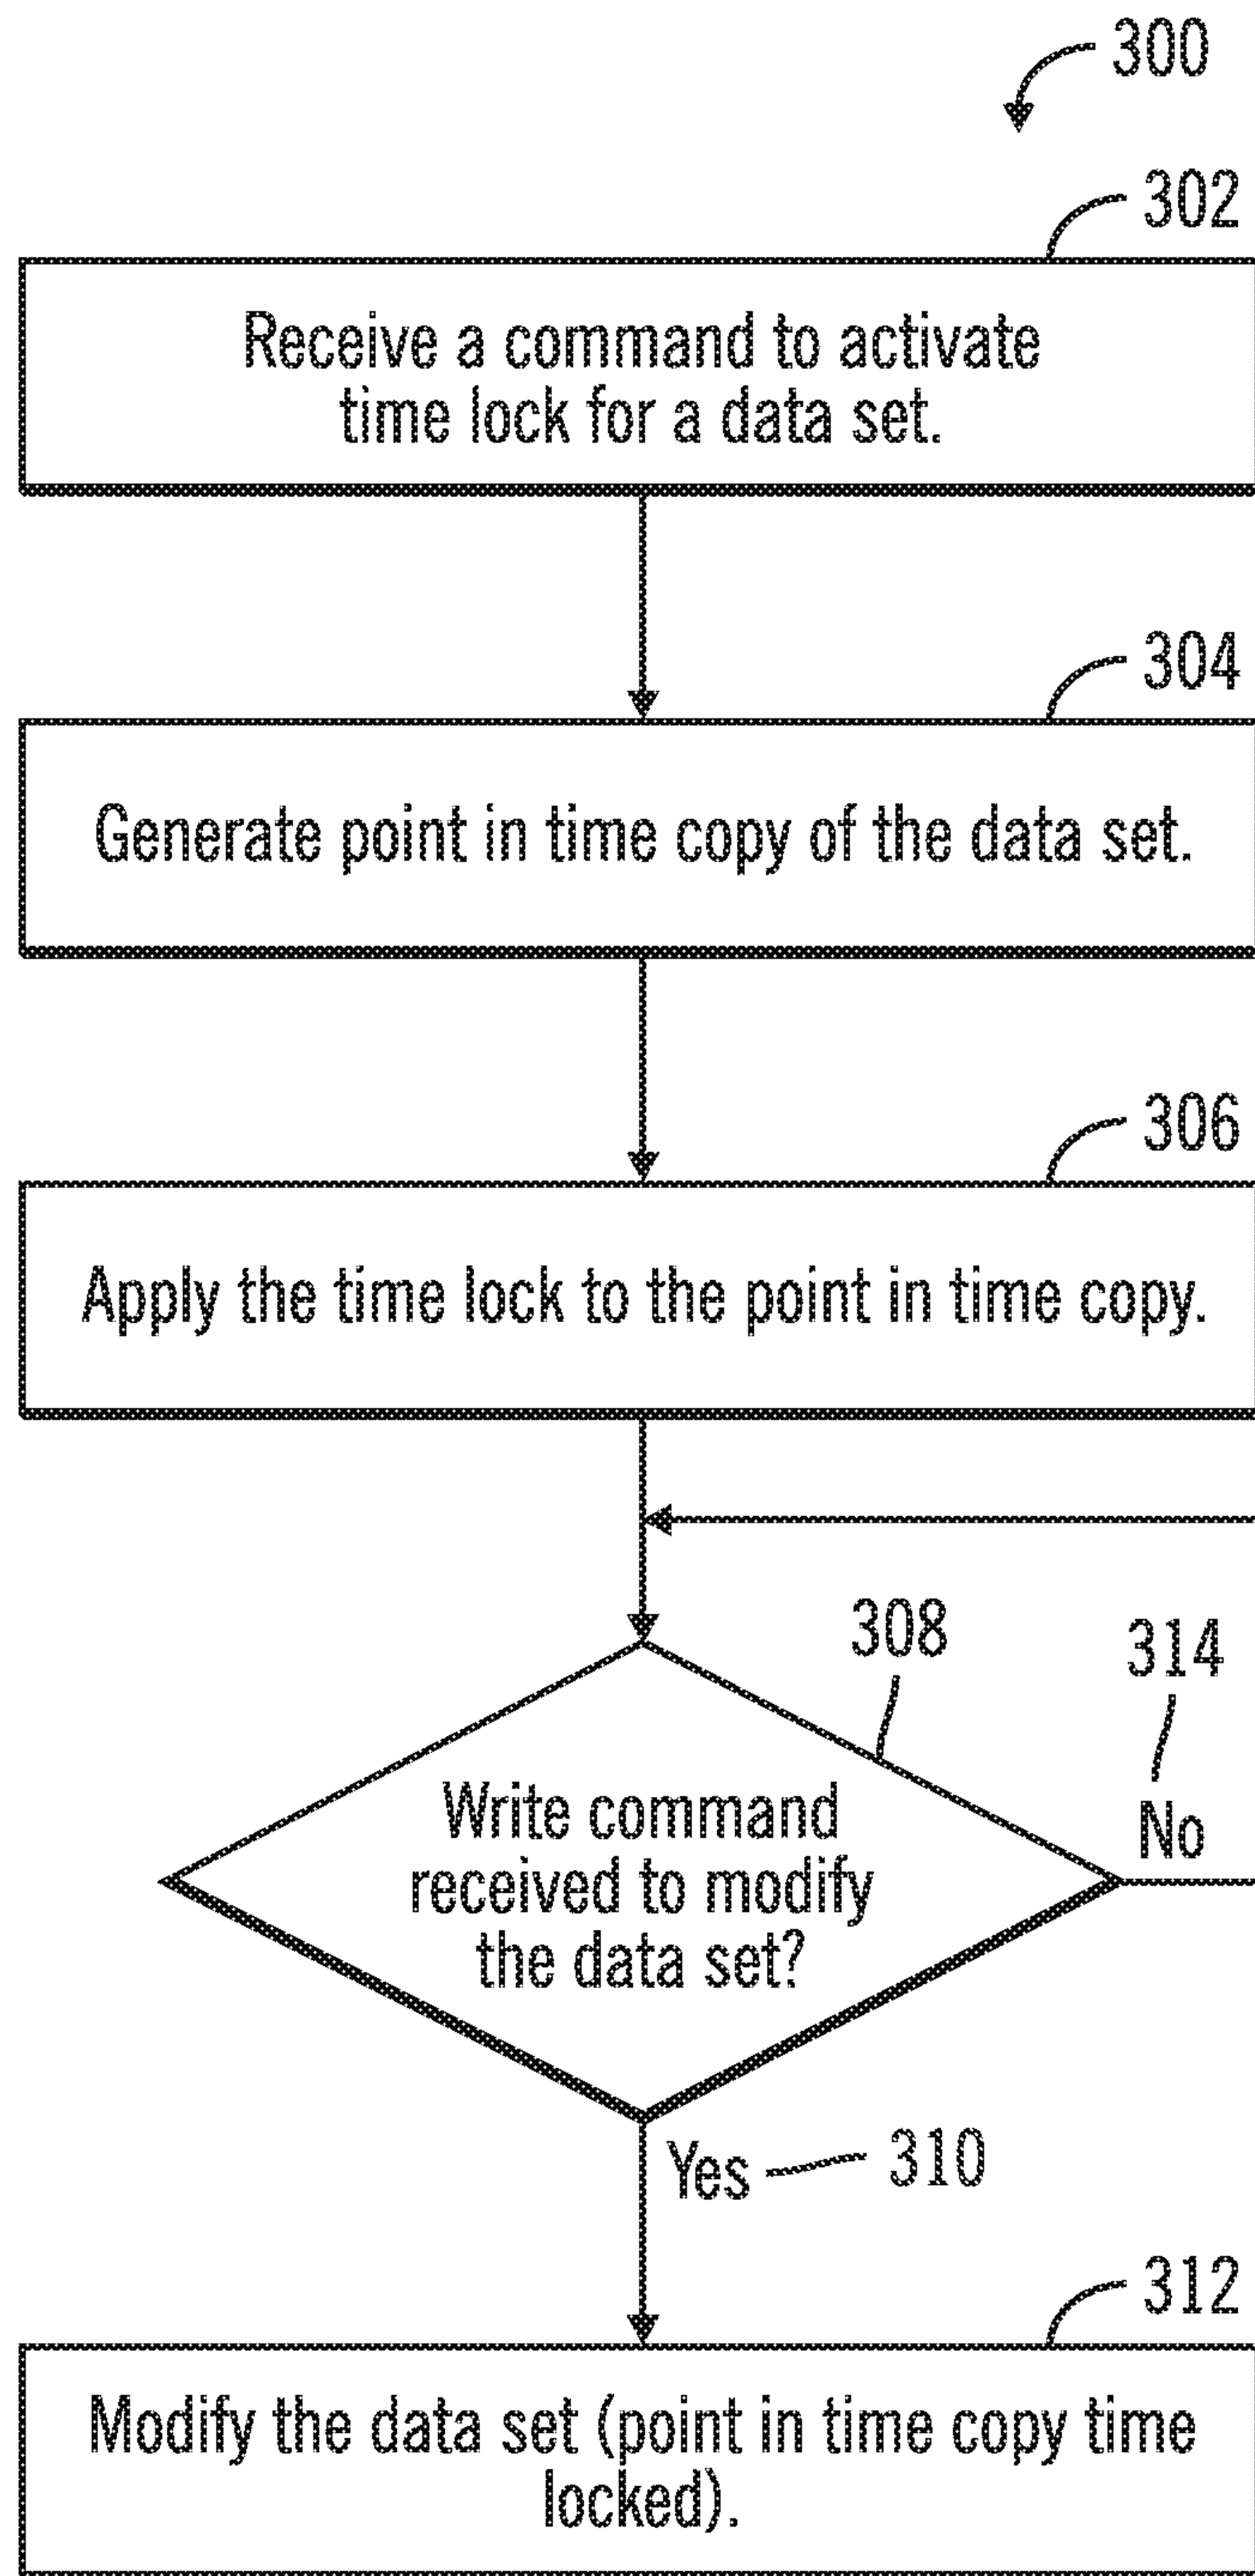 300
302
Receive a command to activate
time lock for a data set.
304
Generate point in time copy of the data set.
306
Apply the time lock to the point in time copy.
308
314
Write command
received to modify
the data set?
No
Yes
310
312
Modify the data set (point in time copy time
locked).